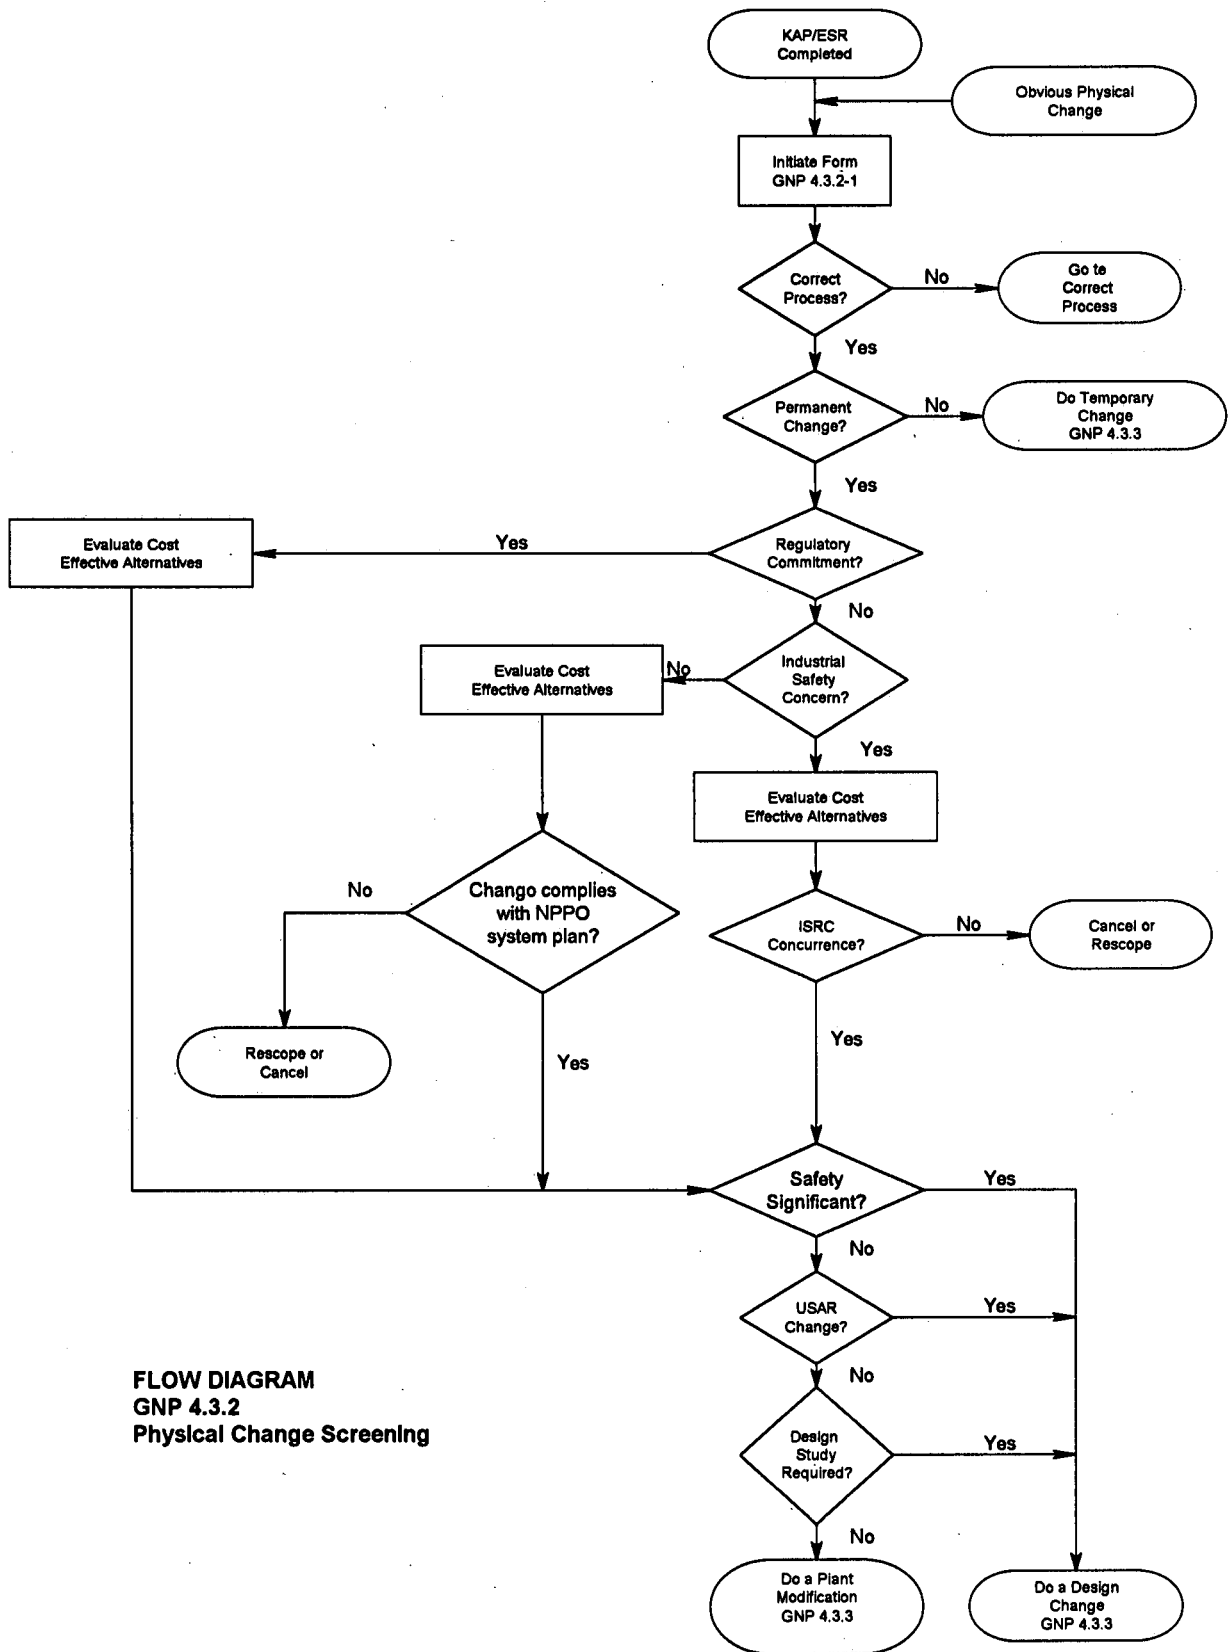 KAP/ESR
Completed
Obvious Physical
Change
Initiate Form
GNP 4.3.2-1
Correct
Process?
No
Go te
Correct
Process
Yes
Permanent
Change?
No
Do Temporary
Change
GNP 4.3.3
Yes
Evaluate Cost
Effective Alternatives
Yes
Regulatory
Commitment?
No
Evaluate Cost
Effective Alternatives
No
Industrial
Safety
Concern?
Yes
Evaluate Cost
Effective Alternatives
No
Chango complies
with NPPO
system plan?
ISRC
Concurrence?
No
Cancel or
Rescope
Rescope or
Cancel
Yes
Yes
Safety
Significant?
Yes
No
USAR
Change?
Yes
No
Design
Study
Required?
Yes
No
Do a Plant
Modification
GNP 4.3.3
Do a Design
Change
GNP 4.3.3
FLOW DIAGRAM
GNP 4.3.2
Physical Change Screening